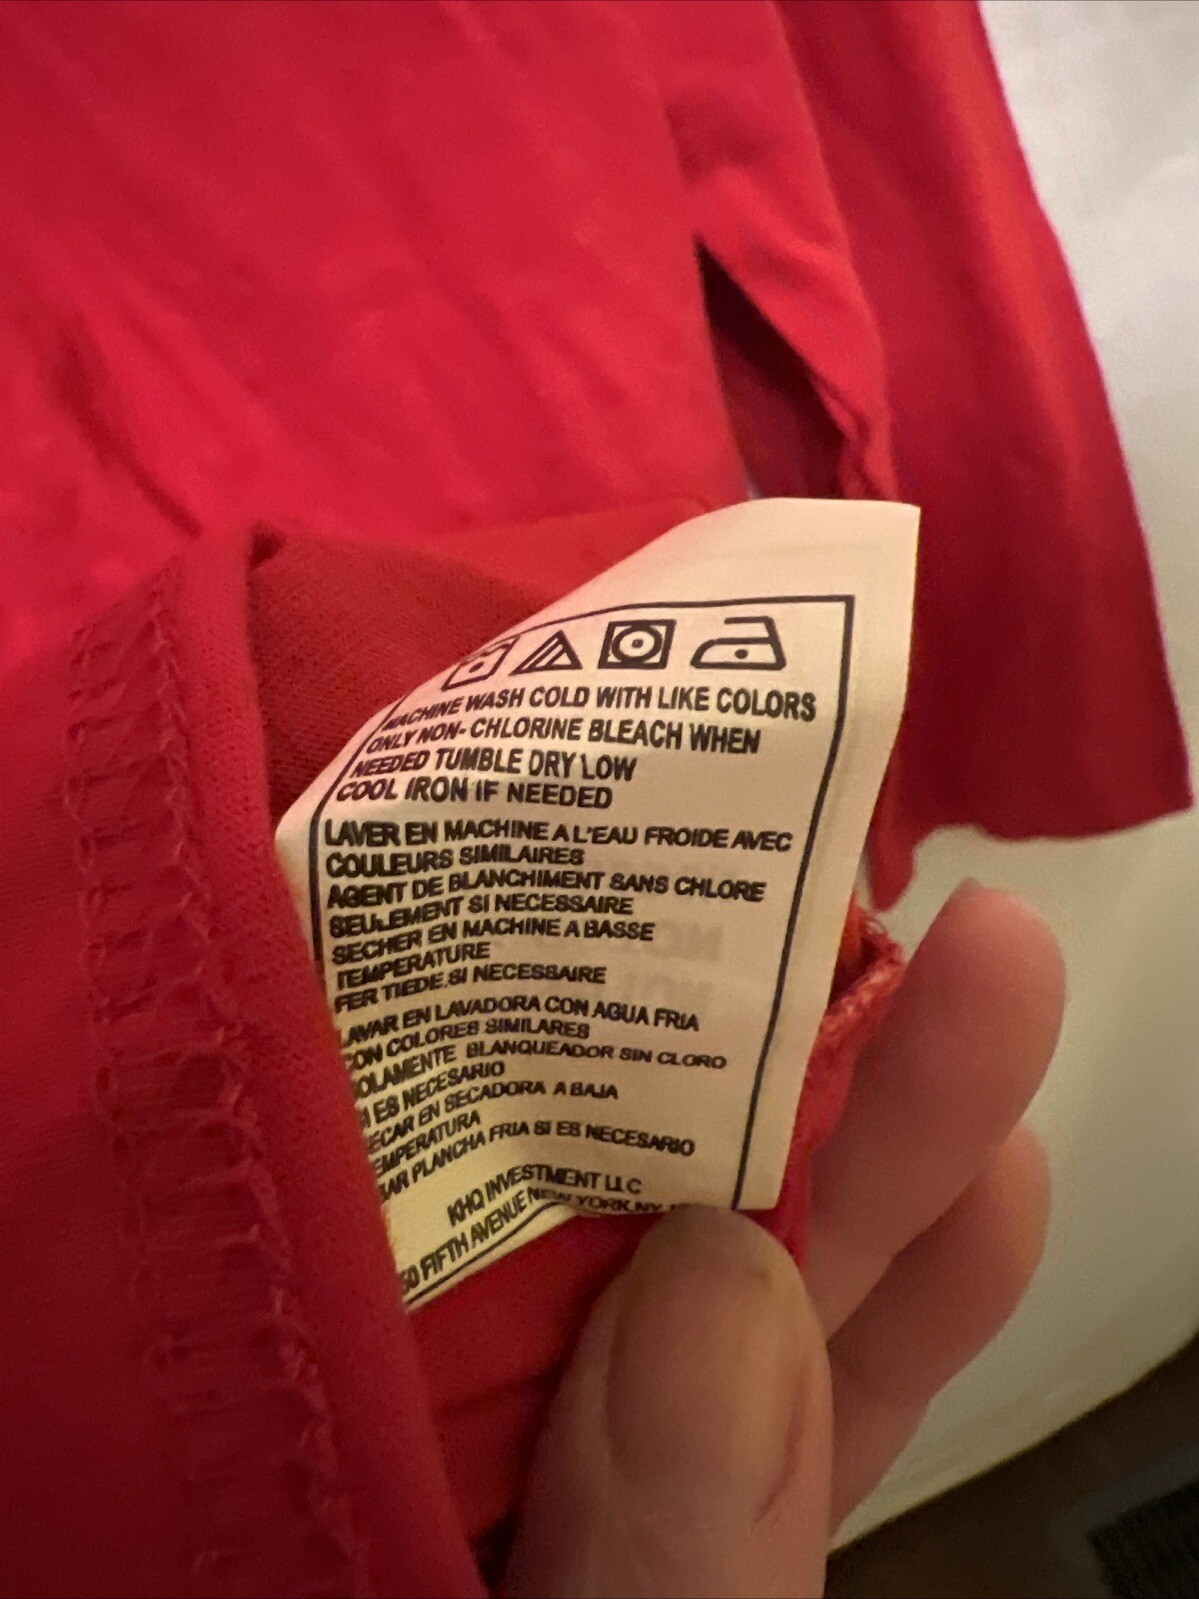 MACHINE WASH COLD WITH LIKE COLORS
ONLY NON- CHLORINE BLEACH WHEN
NEEDED TUMBLE DRY LOW
COOL IRON IF NEEDED
LAVER EN MACHINE A L'EAU FROIDE AVEC
COULEURS SIMILAIRES
AGENT DE BLANCHIMENT SANS CHLORE
SEULEMENT SI NECESSAIRE
SECHER EN MACHINE A BASSE
TEMPERATURE
FER TIEDE.SI NECESSAIRE
LAVAR EN LAVADORA CON AGUA FRIA
CON COLORES SIMILARES
SOLAMENTE BLANQUEADOR SIN CLORO
SI ES NECESARIO
SECAR EN SECADORA A BAJA
TEMPERATURA
PLANCHA FRIA SI ES NECESARIO
KHQ INVESTMENT LLC
FIFTH AVENUE NEW YORK,NY